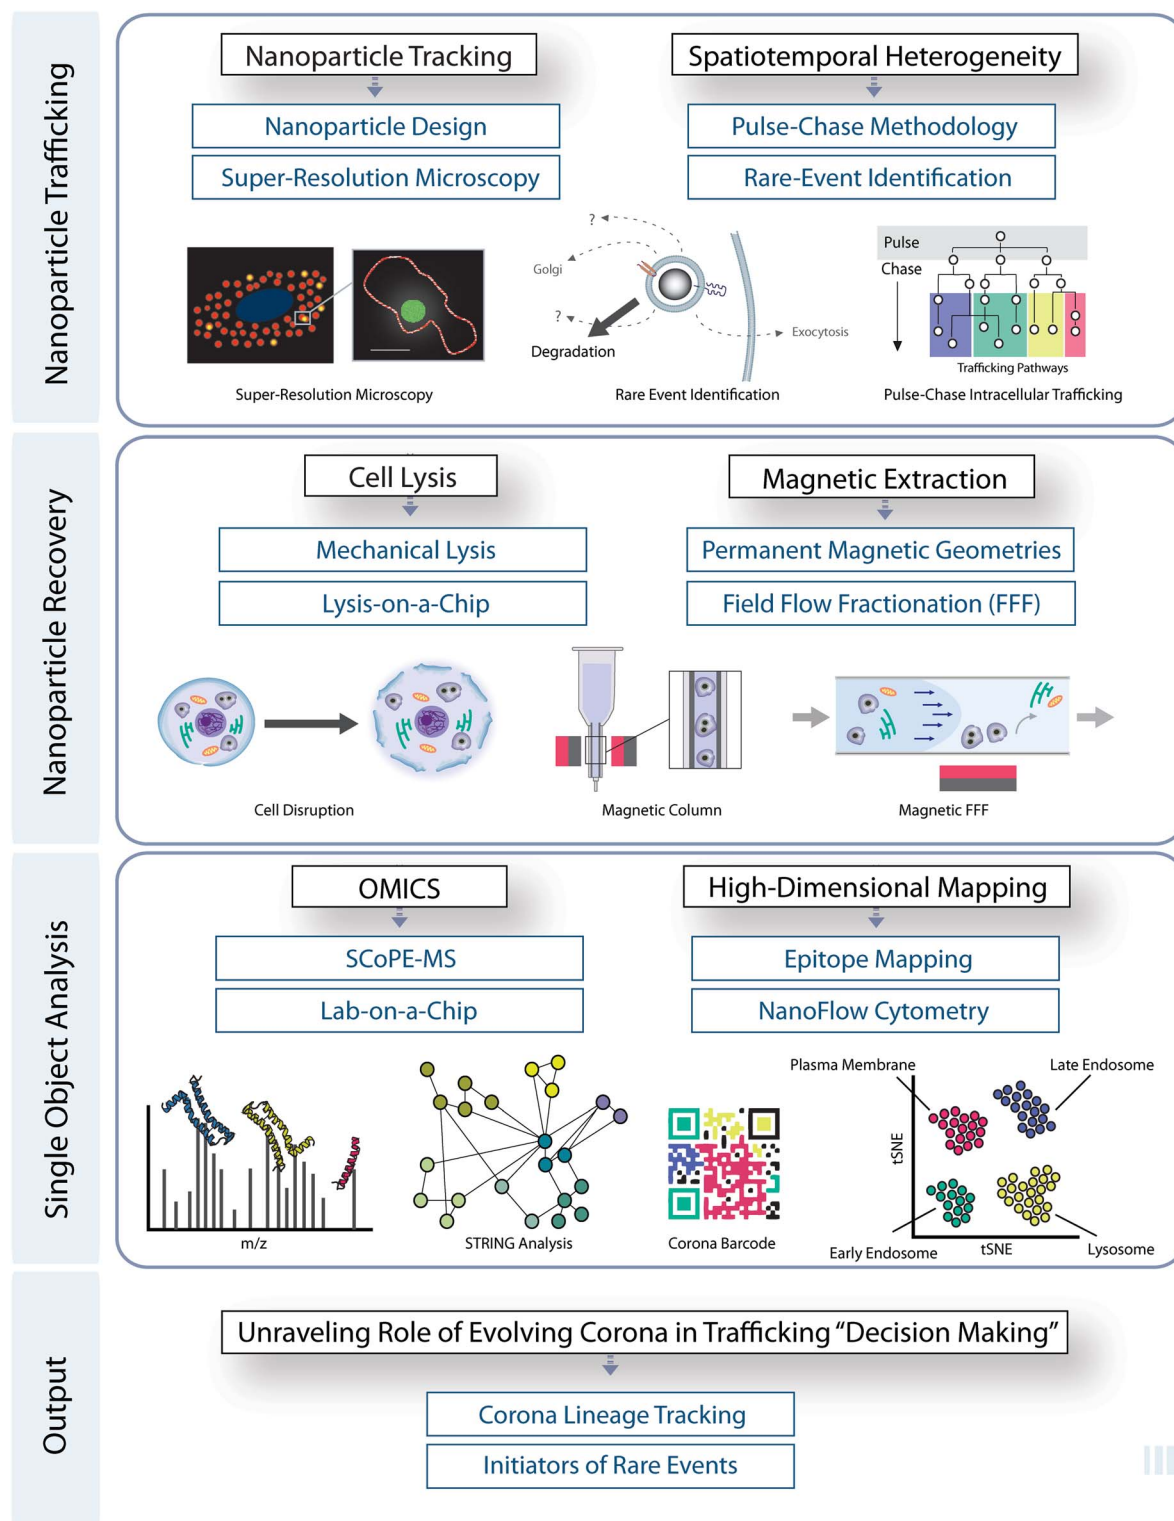 Nanoparticle Trafficking
Nanoparticle Tracking
Nanoparticle Design
Super-Resolution Microscopy
Spatiotemporal Heterogeneity
Pulse-Chase Methodology
Rare-Event Identification
Super-Resolution Microscopy
?
Golgi
?
Degradation
Exocytosis
Rare Event Identification
Pulse
Chase
Trafficking Pathways
Pulse-Chase Intracellular Trafficking
Nanoparticle Recovery
Cell Lysis
Mechanical Lysis
Lysis-on-a-Chip
Magnetic Extraction
Permanent Magnetic Geometries
Field Flow Fractionation (FFF)
Cell Disruption
Magnetic Column
Magnetic FFF
Single Object Analysis
OMICS
SCoPE-MS
Lab-on-a-Chip
High-Dimensional Mapping
Epitope Mapping
NanoFlow Cytometry
m/z
STRING Analysis
Corona Barcode
Plasma Membrane
Late Endosome
tSNE
Early Endosome
tSNE
Lysosome
Output
Unraveling Role of Evolving Corona in Trafficking “Decision Making”
Corona Lineage Tracking
Initiators of Rare Events